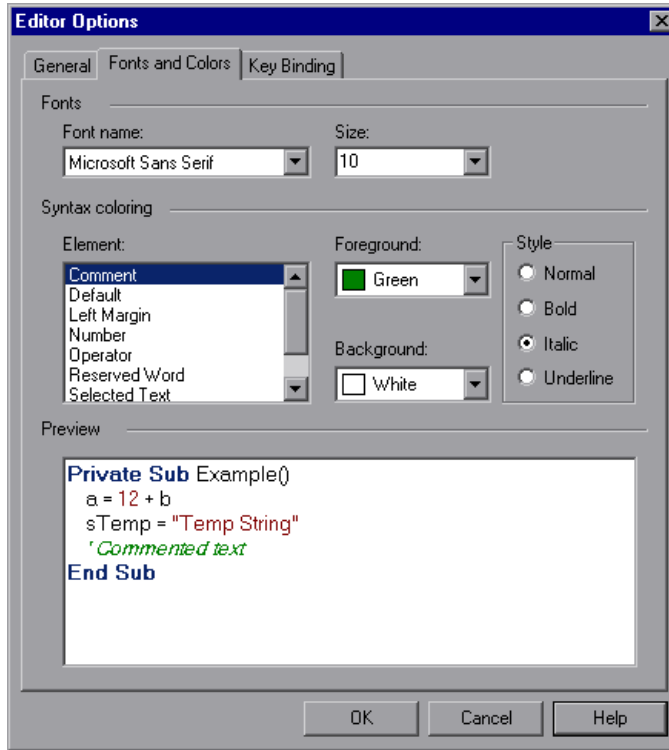 Editor Options
General Fonts and Colors Key Binding
Fonts
Font name: Size:
Microsoft Sans Serif 10
Syntax coloring
Element: Foreground: Style
Comment Green Normal
Default
Left Margin Bold
Number
Operator Background: Italic
Reserved Word White Underline
Selected Text
Preview
Private Sub Example()
a = 12 + b
sTemp = "Temp String"
' Commented text
End Sub
OK Cancel Help